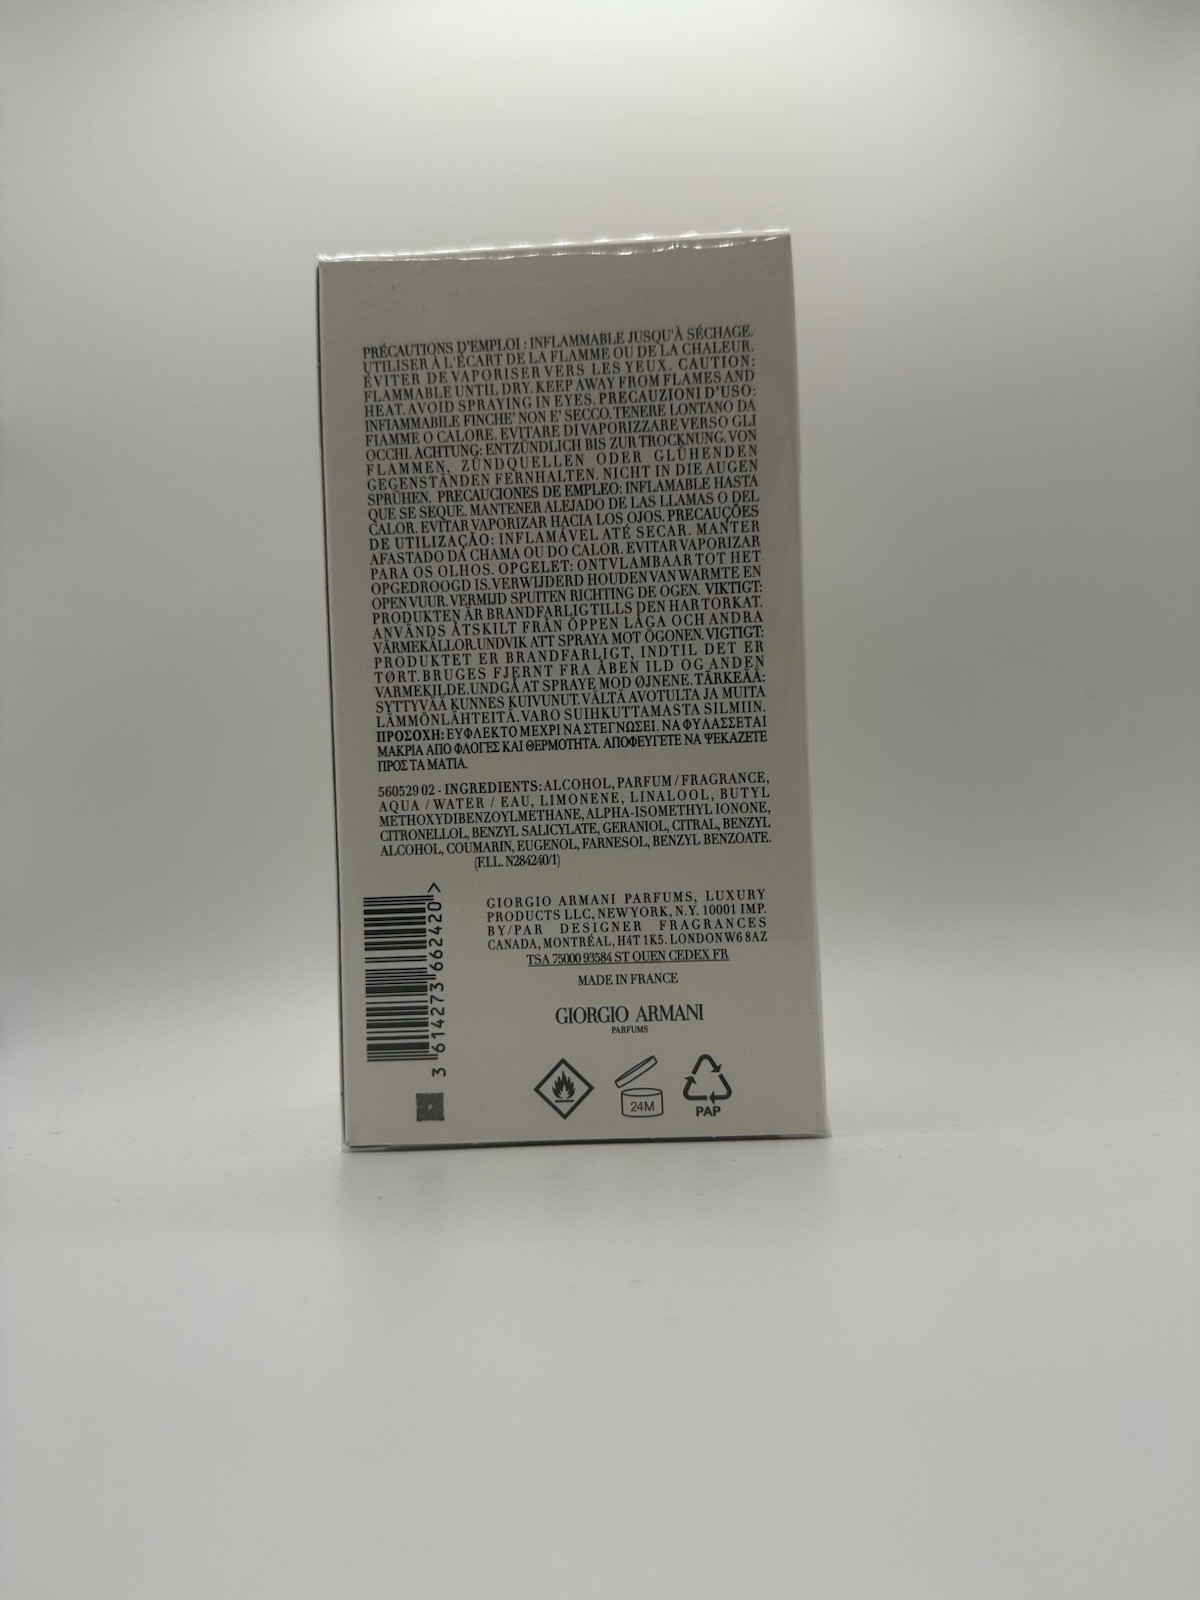 PRÉCAUTIONS D'EMPLOI : INFLAMMABLE JUSQU'À SÉCHAGE.
UTILISER À L'ÉCART DE LA FLAMME OU DE LA CHALEUR.
ÉVITER DE VAPORISER VERS LES YEUX. CAUTION:
FLAMMABLE UNTIL DRY. KEEP AWAY FROM FLAMES AND
HEAT. AVOID SPRAYING IN EYES. PRECAUZIONI D'USO:
INFIAMMABILE FINCHE' NON E' SECCO. TENERE LONTANO DA
FIAMME O CALORE. EVITARE DI VAPORIZZARE VERSO GLI
OCCHI. ACHTUNG: ENTZÜNDLICH BIS ZUR TROCKNUNG. VON
FLAMMEN, ZÜNDQUELLEN ODER GLÜHENDEN
GEGENSTÄNDEN FERNHALTEN. NICHT IN DIE AUGEN
SPRÜHEN. PRECAUCIONES DE EMPLEO: INFLAMABLE HASTA
QUE SE SEQUE. MANTENER ALEJADO DE LAS LLAMAS O DEL
CALOR. EVITAR VAPORIZAR HACIA LOS OJOS. PRECAUÇÕES
DE UTILIZAÇÃO: INFLAMÁVEL ATÉ SECAR. MANTER
AFASTADO DA CHAMA OU DO CALOR. EVITAR VAPORIZAR
PARA OS OLHOS. OPGELET: ONTVLAMBAAR TOT HET
OPGEDROOGD IS. VERWIJDERD HOUDEN VAN WARMTE EN
OPEN VUUR. VERMIJD SPUITEN RICHTING DE OGEN. VIKTIGT:
PRODUKTEN ÄR BRANDFARLIG TILLS DEN HAR TORKAT.
ANVÄNDS ÅTSKILT FRÅN ÖPPEN LÅGA OCH ANDRA
VÄRMEKÄLLOR. UNDVIK ATT SPRAYA MOT ÖGONEN. VIGTIGT:
PRODUKTET ER BRANDFARLIGT, INDTIL DET ER
TØRT. BRUGES FJERNT FRA ÅBEN ILD OG ANDEN
VARMEKILDE. UNDGÅ AT SPRAYE MOD ØJNENE. TÄRKEÄÄ:
SYTTYVÄÄ KUNNES KUIVUNUT. VÄLTÄ AVOTULTA JA MUITA
LÄMMÖNLÄHTEITÄ. VARO SUIHKUTTAMASTA SILMIIN.
ΠΡΟΣΟΧΗ: ΕΥΦΛΕΚΤΟ ΜΕΧΡΙ ΝΑ ΣΤΕΓΝΩΣΕΙ. ΝΑ ΦΥΛΑΣΣΕΤΑΙ
ΜΑΚΡΙΑ ΑΠΟ ΦΛΟΓΕΣ ΚΑΙ ΘΕΡΜΟΤΗΤΑ. ΑΠΟΦΕΥΓΕΤΕ ΝΑ ΨΕΚΑΖΕΤΕ
ΠΡΟΣ ΤΑ ΜΑΤΙΑ.
560529 02 - INGREDIENTS: ALCOHOL, PARFUM / FRAGRANCE,
AQUA / WATER / EAU, LIMONENE, LINALOOL, BUTYL
METHOXYDIBENZOYLMETHANE, ALPHA-ISOMETHYL IONONE,
CITRONELLOL, BENZYL SALICYLATE, GERANIOL, CITRAL, BENZYL
ALCOHOL, COUMARIN, EUGENOL, FARNESOL, BENZYL BENZOATE.
(F.I.L. N284240/1)
GIORGIO ARMANI PARFUMS, LUXURY
PRODUCTS LLC, NEW YORK, N.Y. 10001 IMP.
BY/PAR DESIGNER FRAGRANCES
CANADA, MONTRÉAL, H4T 1K5. LONDON W6 8AZ
TSA 75000 93584 ST OUEN CEDEX FR
MADE IN FRANCE
GIORGIO ARMANI
PARFUMS
3 614273 662420 >
24M
PAP